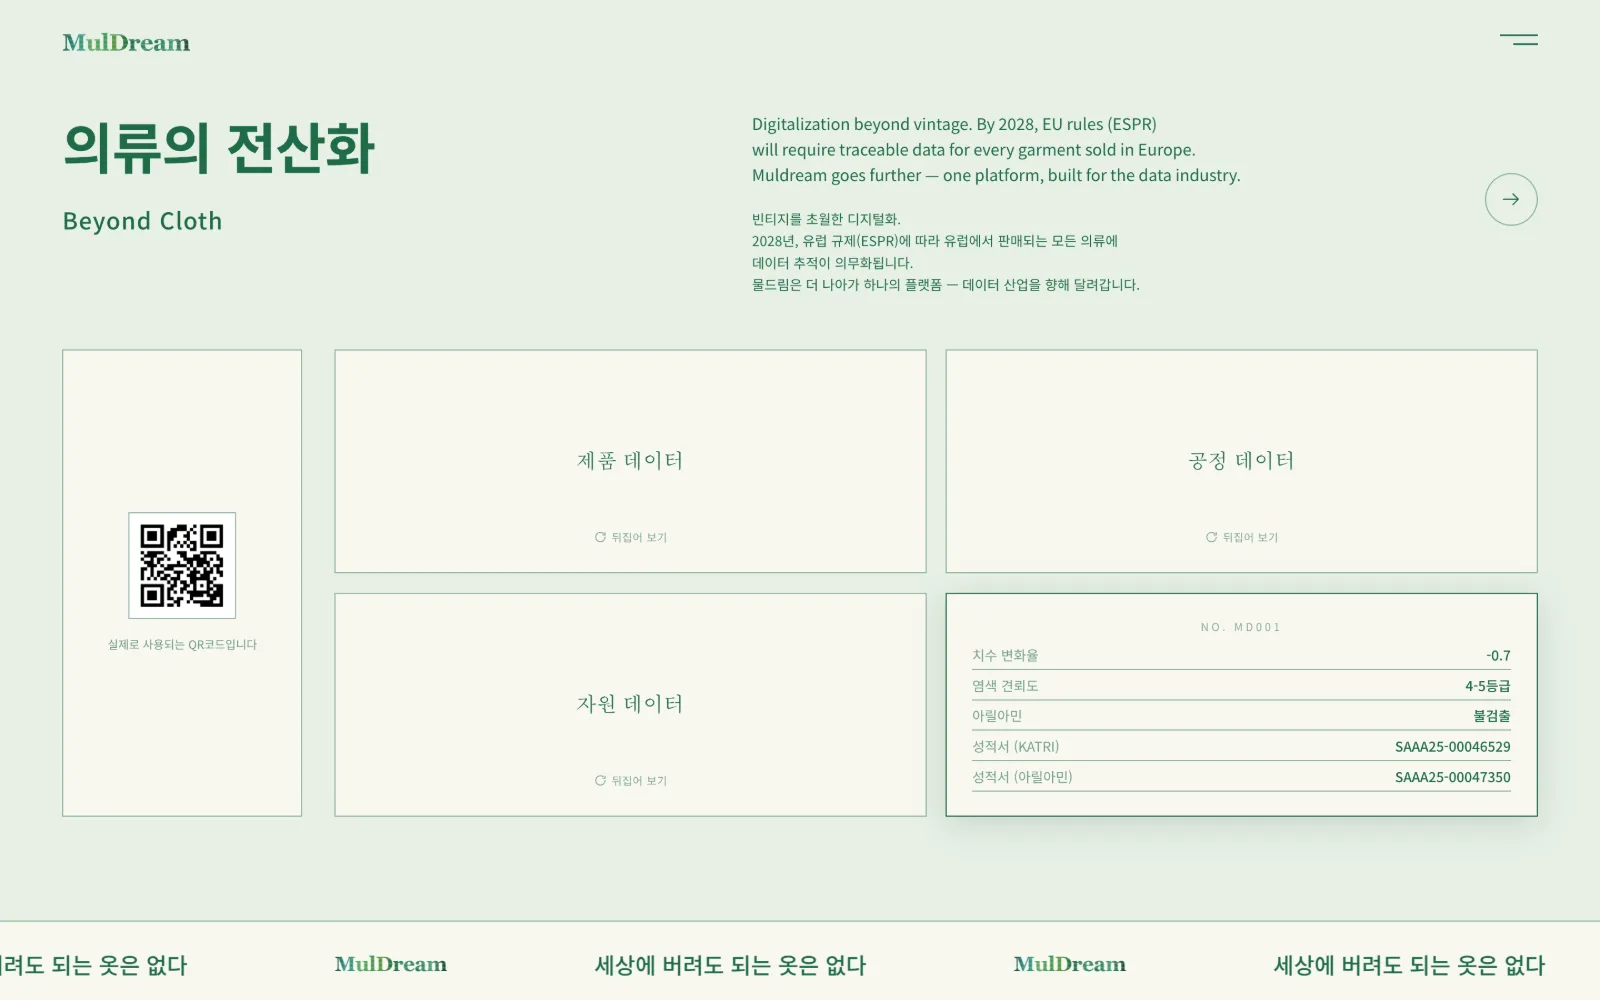 MulDream
의류의 전산화
Beyond Cloth
Digitalization beyond vintage. By 2028, EU rules (ESPR)
will require traceable data for every garment sold in Europe.
Muldream goes further — one platform, built for the data industry.
빈티지를 초월한 디지털화.
2028년, 유럽 규제(ESPR)에 따라 유럽에서 판매되는 모든 의류에
데이터 추적이 의무화됩니다.
물드림은 더 나아가 하나의 플랫폼 — 데이터 산업을 향해 달려갑니다.
실제로 사용되는 QR코드입니다
제품 데이터
뒤집어 보기
공정 데이터
뒤집어 보기
자원 데이터
뒤집어 보기
NO. MD001
치수 변화율 -0.7
염색 견뢰도 4-5등급
아릴아민 불검출
성적서 (KATRI) SAAA25-00046529
성적서 (아릴아민) SAAA25-00047350
려도 되는 옷은 없다 MulDream 세상에 버려도 되는 옷은 없다 MulDream 세상에 버려도 되는 옷은 없다